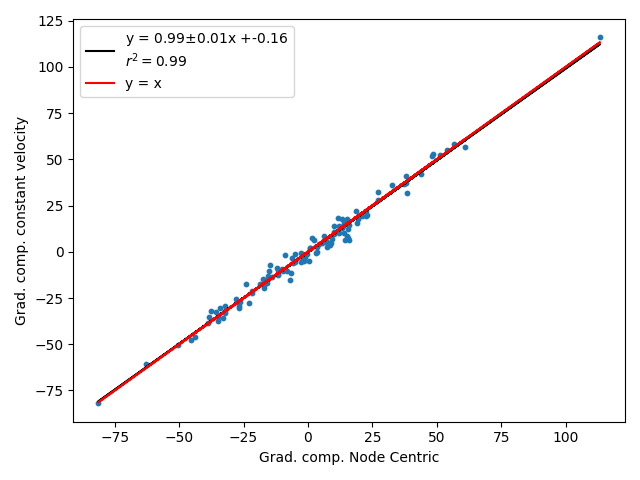 y = 0.99±0.01x +-0.16
r² = 0.99
y = x
125
100
75
50
25
0
−25
−50
−75
Grad. comp. constant velocity
−75 −50 −25 0 25 50 75 100
Grad. comp. Node Centric